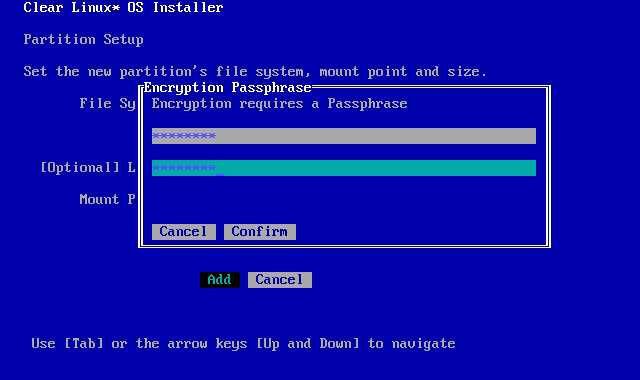 Clear Linux* OS Installer
Partition Setup
Set the new partition's file system, mount point and size.
Encryption Passphrase
File Sy
Encryption requires a Passphrase
********
[Optional] L
********_
Mount P
Cancel Confirm
Add Cancel
Use [Tab] or the arrow keys [Up and Down] to navigate